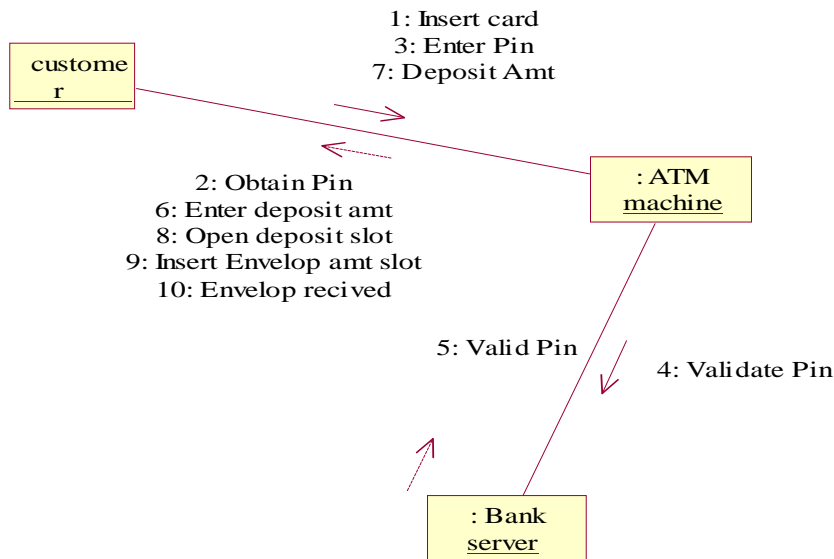 1: Insert card
3: Enter Pin
7: Deposit Amt
custome
r
2: Obtain Pin
6: Enter deposit amt
8: Open deposit slot
9: Insert Envelop amt slot
10: Envelop recived
: ATM
machine
5: Valid Pin
4: Validate Pin
: Bank
server